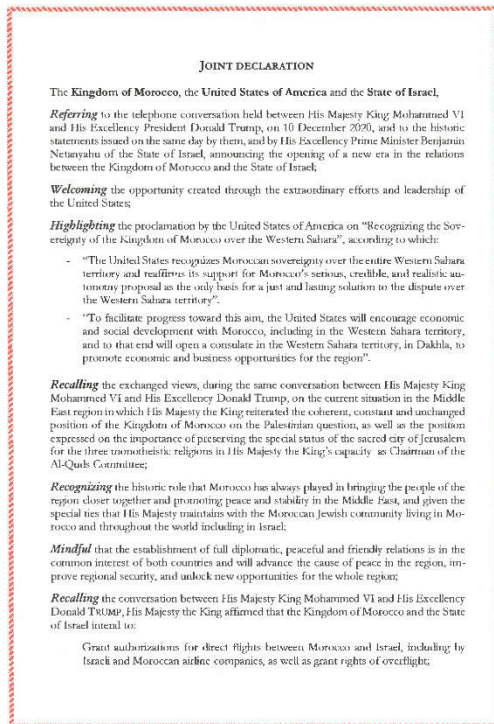 JOINT DECLARATION
The Kingdom of Morocco, the United States of America and the State of Israel,
Referring to the telephone conversation held between His Majesty King Mohammed VI
and His Excellency President Donald Trump, on 10 December 2020, and to the historic
statements issued on the same day by them, and by His Excellency Prime Minister Benjamin
Netanyahu of the State of Israel, announcing the opening of a new era in the relations
between the Kingdom of Morocco and the State of Israel;
Welcoming the opportunity created through the extraordinary efforts and leadership of
the United States;
Highlighting the proclamation by the United States of America on “Recognizing the Sov-
ereignty of the Kingdom of Morocco over the Western Sahara”, according to which:
- “The United States recognizes Moroccan sovereignty over the entire Western Sahara
territory and reaffirms its support for Morocco’s serious, credible, and realistic au-
tonomy proposal as the only basis for a just and lasting solution to the dispute over
the Western Sahara territory”.
- “To facilitate progress toward this aim, the United States will encourage economic
and social development with Morocco, including in the Western Sahara territory,
and to that end will open a consulate in the Western Sahara territory, in Dakhla, to
promote economic and business opportunities for the region”.
Recalling the exchanged views, during the same conversation between His Majesty King
Mohammed VI and His Excellency Donald Trump, on the current situation in the Middle
East region in which His Majesty the King reiterated the coherent, constant and unchanged
position of the Kingdom of Morocco on the Palestinian question, as well as the position
expressed on the importance of preserving the special status of the sacred city of Jerusalem
for the three monotheistic religions in His Majesty the King’s capacity as Chairman of the
Al-Quds Committee;
Recognizing the historic role that Morocco has always played in bringing the people of the
region closer together and promoting peace and stability in the Middle East, and given the
special ties that His Majesty maintains with the Moroccan Jewish community living in Mo-
rocco and throughout the world including in Israel;
Mindful that the establishment of full diplomatic, peaceful and friendly relations is in the
common interest of both countries and will advance the cause of peace in the region, im-
prove regional security, and unlock new opportunities for the whole region;
Recalling the conversation between His Majesty King Mohammed VI and His Excellency
Donald TRUMP, His Majesty the King affirmed that the Kingdom of Morocco and the State
of Israel intend to:
Grant authorizations for direct flights between Morocco and Israel, including by
Israeli and Moroccan airline companies, as well as grant rights of overflight;